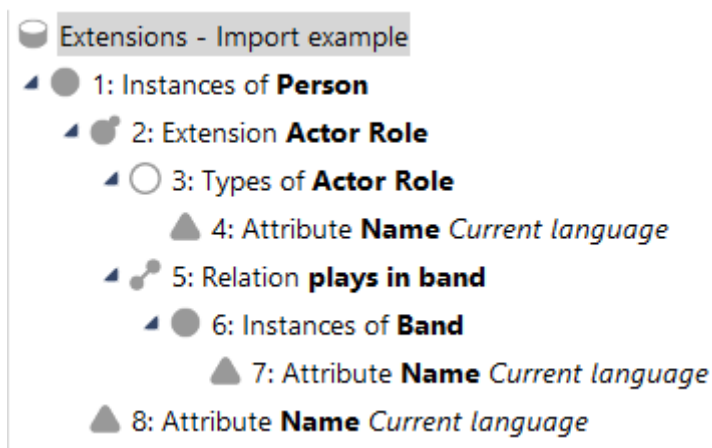 Extensions - Import example
1: Instances of Person
2: Extension Actor Role
3: Types of Actor Role
4: Attribute Name Current language
5: Relation plays in band
6: Instances of Band
7: Attribute Name Current language
8: Attribute Name Current language